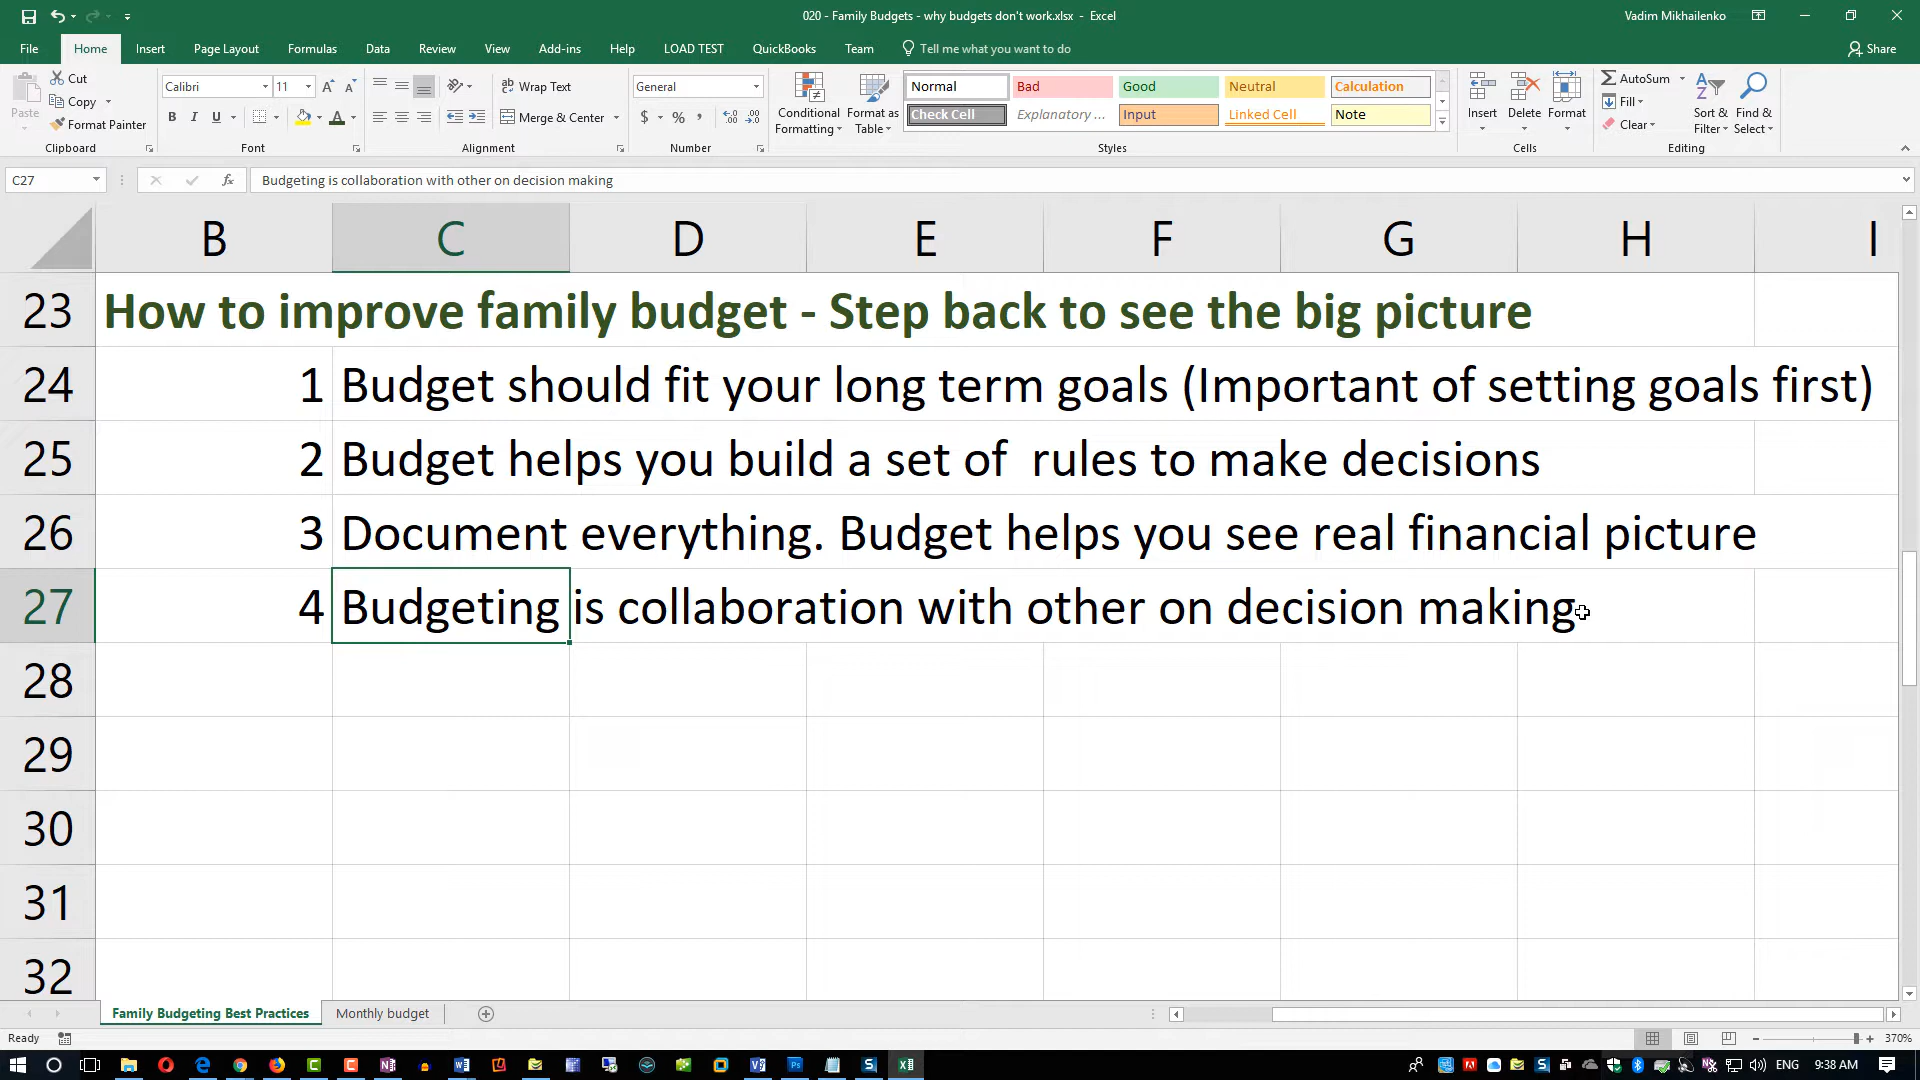 020 - Family Budgets - why budgets don't work.xlsx - Excel
Vadim Mikhailenko
File Home Insert Page Layout Formulas Data Review View Add-ins Help LOAD TEST QuickBooks Team Tell me what you want to do Share
Paste
Cut
Copy
Format Painter
Clipboard
Calibri 11
B I U
Font
Wrap Text
Merge & Center
Alignment
General
$ % ,
Number
Conditional Formatting
Format as Table
Normal Bad Good Neutral Calculation
Check Cell Explanatory ... Input Linked Cell Note
Styles
Insert Delete Format
Cells
AutoSum
Fill
Clear
Sort & Filter
Find & Select
Editing
C27 fx Budgeting is collaboration with other on decision making
B C D E F G H I
23 How to improve family budget - Step back to see the big picture
24 1 Budget should fit your long term goals (Important of setting goals first)
25 2 Budget helps you build a set of  rules to make decisions
26 3 Document everything. Budget helps you see real financial picture
27 4 Budgeting is collaboration with other on decision making
28
29
30
31
32
Family Budgeting Best Practices Monthly budget
Ready 370%
ENG 9:38 AM